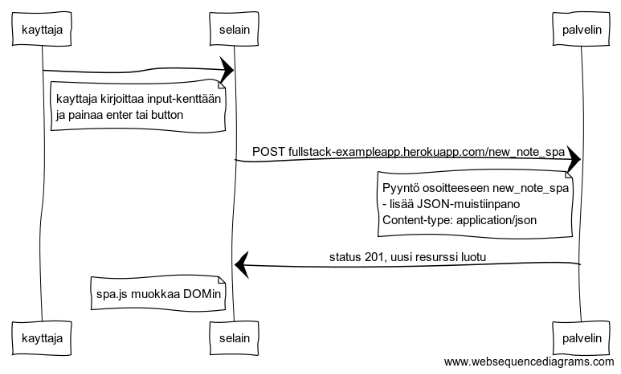 kayttaja
selain
palvelin
kayttaja kirjoittaa input-kenttään
ja painaa enter tai button
POST fullstack-exampleapp.herokuapp.com/new_note_spa
Pyyntö osoitteeseen new_note_spa
- lisää JSON-muistiinpano
Content-type: application/json
status 201, uusi resurssi luotu
spa.js muokkaa DOMin
kayttaja
selain
palvelin
www.websequencediagrams.com